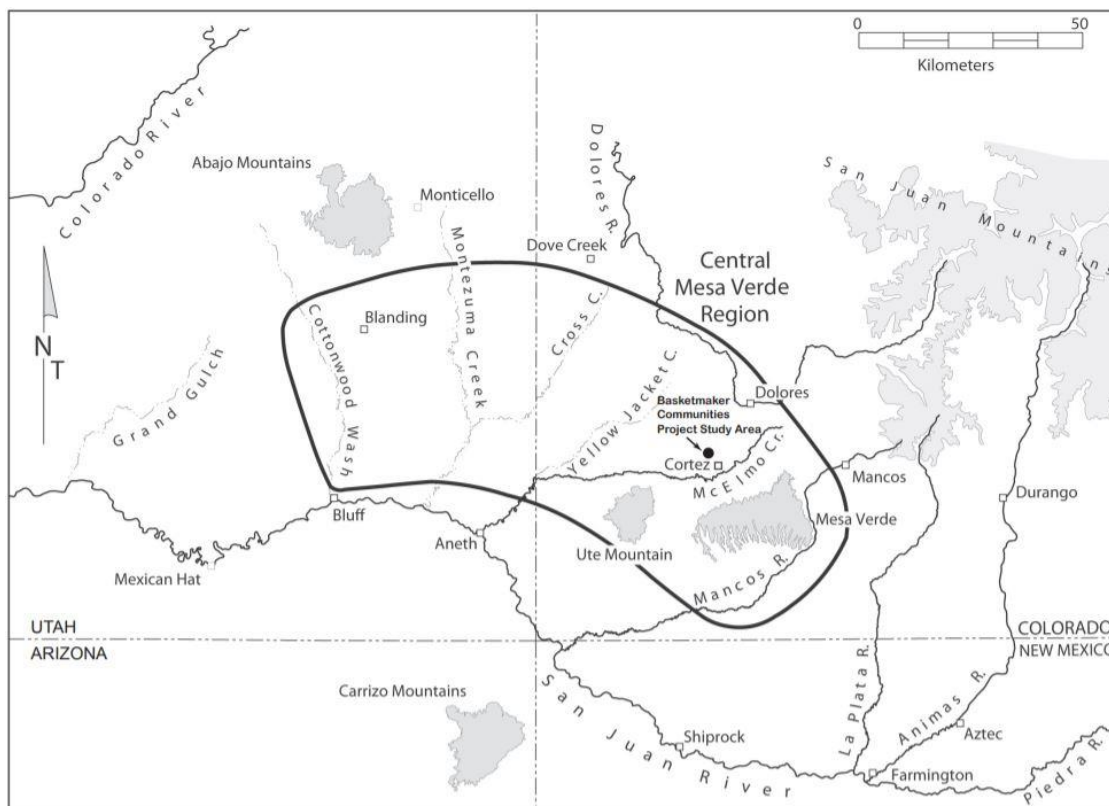 0 50
Kilometers
Colorado River
Abajo Mountains
Monticello
Dolores R.
San Juan Mountains
Dove Creek
Central
Mesa Verde
Region
Montezuma Creek
Cross C.
Cottonwood Wash
Blanding
N
T
Grand Gulch
Yellow Jacket C.
Dolores
Basketmaker
Communities
Project Study Area
Cortez
McElmo Cr.
Mancos
Bluff
Durango
Mesa Verde
Aneth
Ute Mountain
Mexican Hat
Mancos R.
UTAH
ARIZONA
COLORADO
NEW MEXICO
Carrizo Mountains
San Juan River
La Plata R.
Animas R.
Shiprock
Aztec
Farmington
Piedra R.